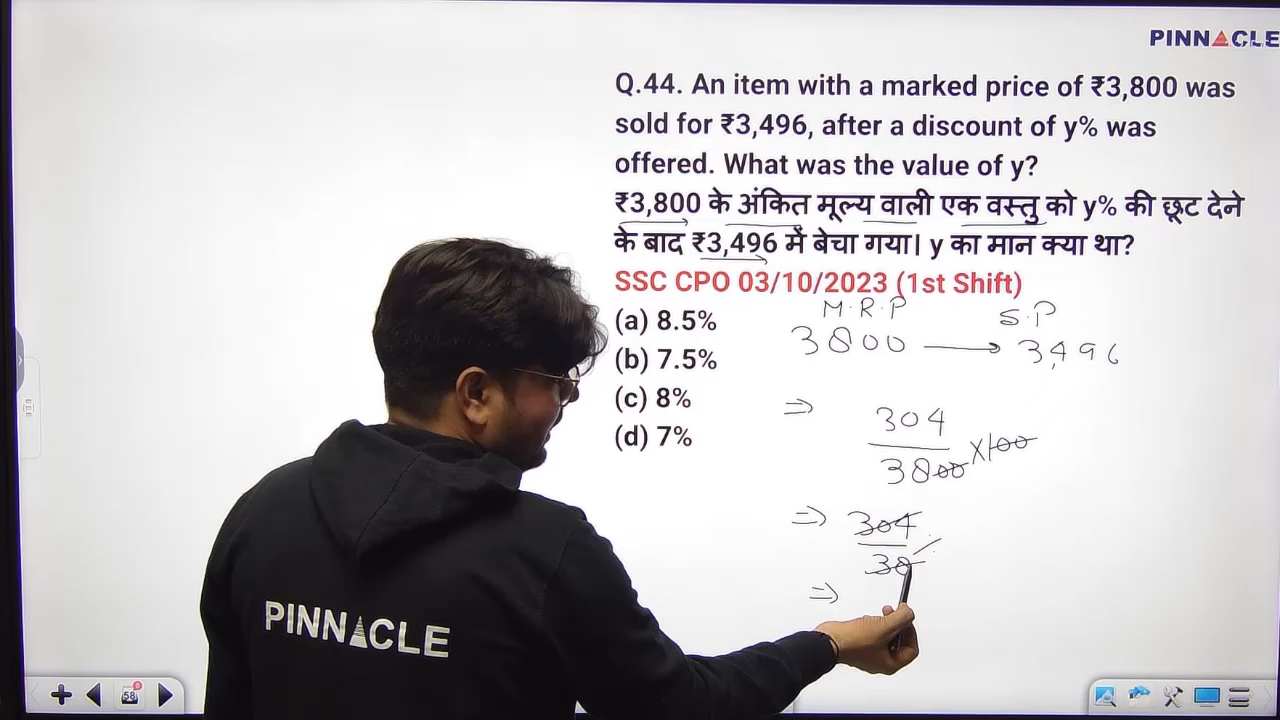 PINNACLE
Q.44. An item with a marked price of ₹3,800 was
sold for ₹3,496, after a discount of y% was
offered. What was the value of y?
₹3,800 के अंकित मूल्य वाली एक वस्तु को y% की छूट देने
के बाद ₹3,496 में बेचा गया। y का मान क्या था?
SSC CPO 03/10/2023 (1st Shift)
M.R.P S.P
(a) 8.5%
3800 → 3,496
(b) 7.5%
(c) 8%
⇒ 304
(d) 7%
3800 X100
⇒ 304
38
⇒
PINNACLE
58